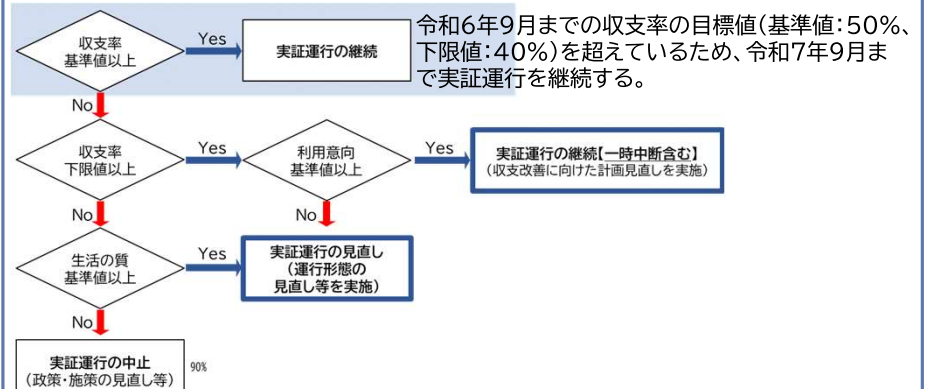 収支率
基準値以上
Yes
実証運行の継続
令和6年9月までの収支率の目標値(基準値:50%、
下限値:40%)を超えているため、令和7年9月ま
で実証運行を継続する。
No
収支率
下限値以上
Yes
利用意向
基準値以上
Yes
実証運行の継続【一時中断含む】
(収支改善に向けた計画見直しを実施)
No
No
生活の質
基準値以上
Yes
実証運行の見直し
(運行形態の
見直し等を実施)
No
実証運行の中止
(政策・施策の見直し等)
90%